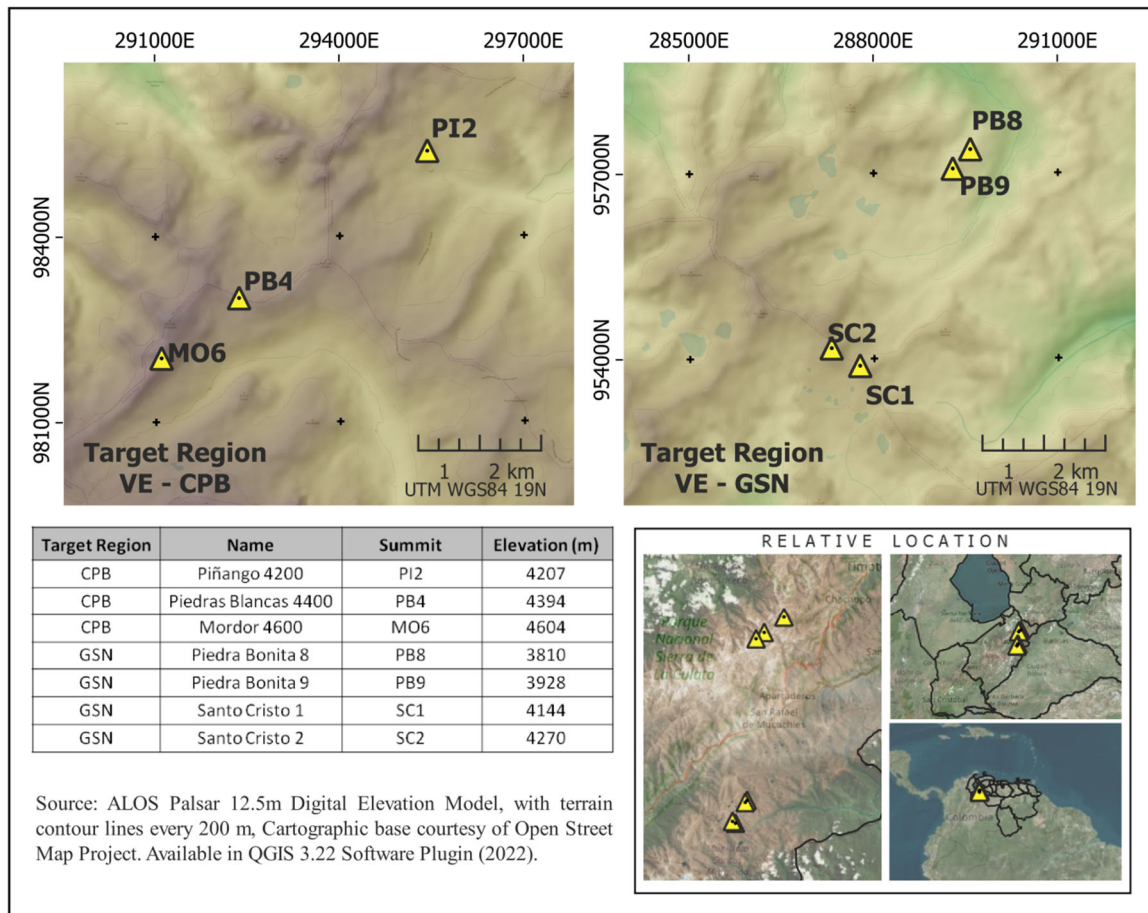 291000E 294000E 297000E
285000E 288000E 291000E
984000N
981000N
957000N
954000N
PI2
PB4
MO6
Target Region
VE - CPB
1 2 km
UTM WGS84 19N
PB8
PB9
SC2
SC1
Target Region
VE - GSN
1 2 km
UTM WGS84 19N
Target Region Name Summit Elevation (m)
CPB Piñango 4200 PI2 4207
CPB Piedras Blancas 4400 PB4 4394
CPB Mordor 4600 MO6 4604
GSN Piedra Bonita 8 PB8 3810
GSN Piedra Bonita 9 PB9 3928
GSN Santo Cristo 1 SC1 4144
GSN Santo Cristo 2 SC2 4270
Source: ALOS Palsar 12.5m Digital Elevation Model, with terrain
contour lines every 200 m, Cartographic base courtesy of Open Street
Map Project. Available in QGIS 3.22 Software Plugin (2022).
RELATIVE LOCATION
Parque
Nacional
Sierra de
La Culata
Apartaderos
San Rafael
de Mucuchíes
Colombia